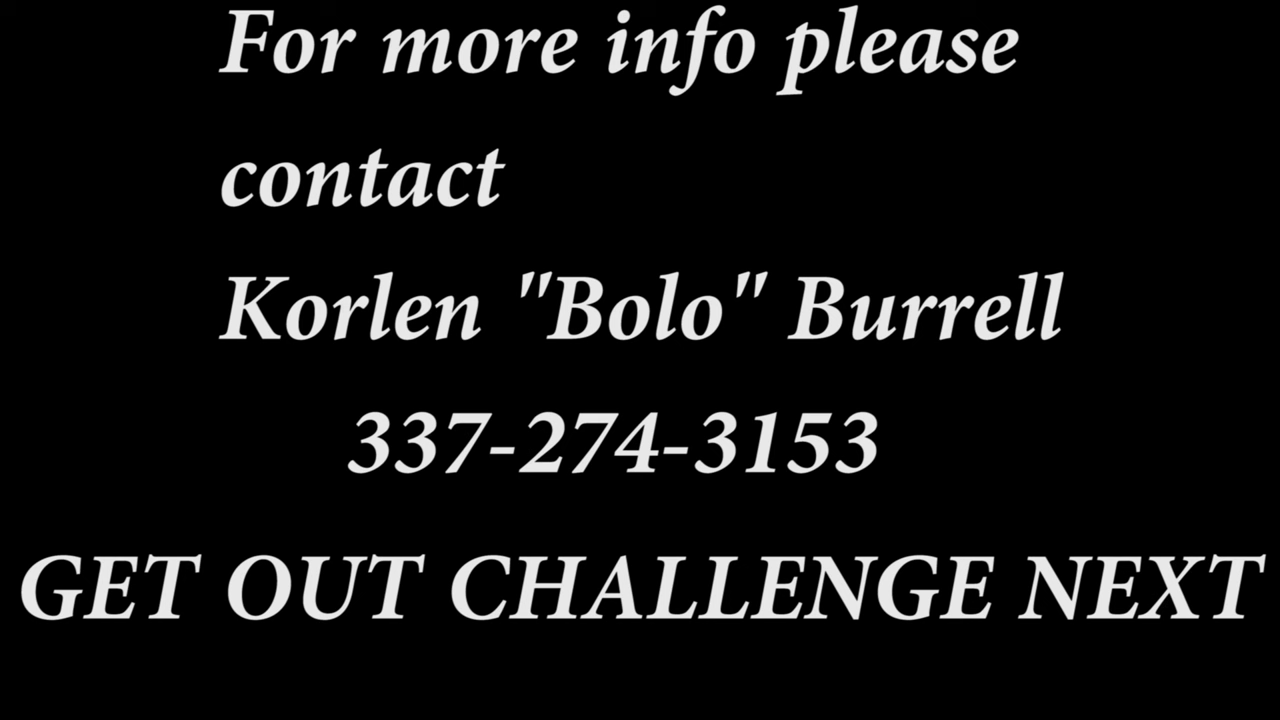 For more info please
contact
Korlen "Bolo" Burrell
337-274-3153
GET OUT CHALLENGE NEXT